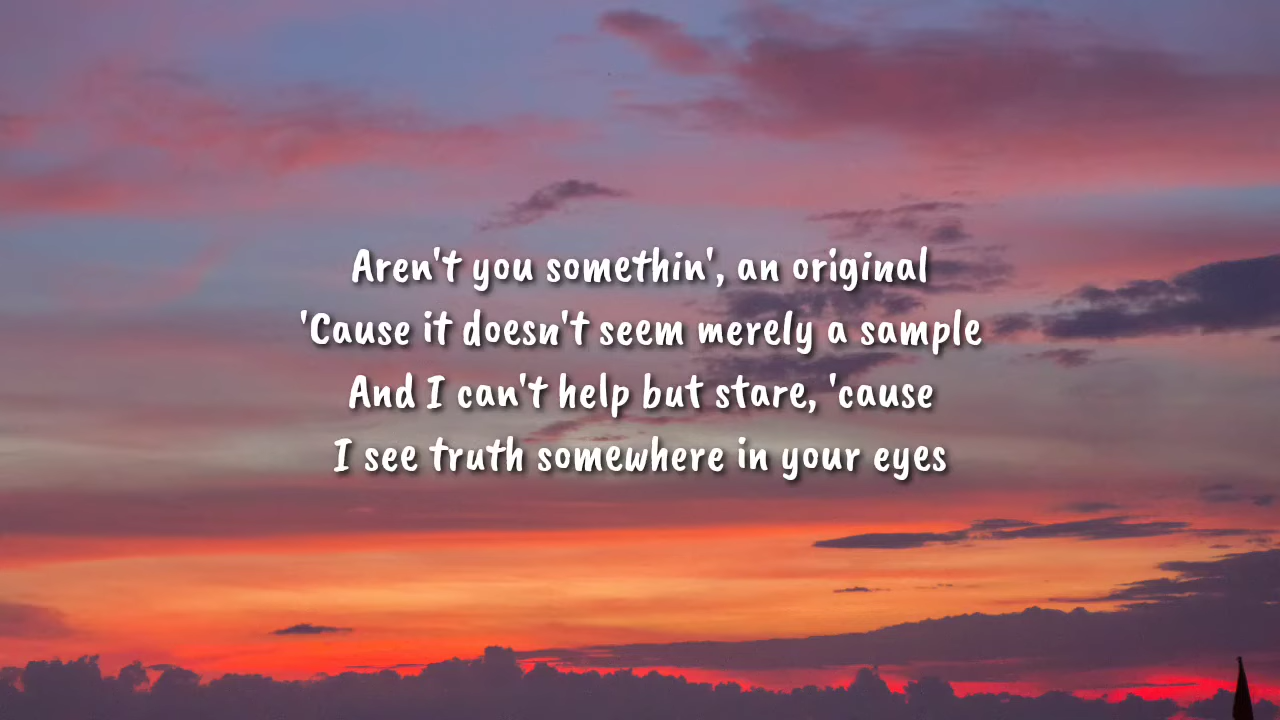 Aren't you somethin', an original
'Cause it doesn't seem merely a sample
And I can't help but stare, 'cause
I see truth somewhere in your eyes